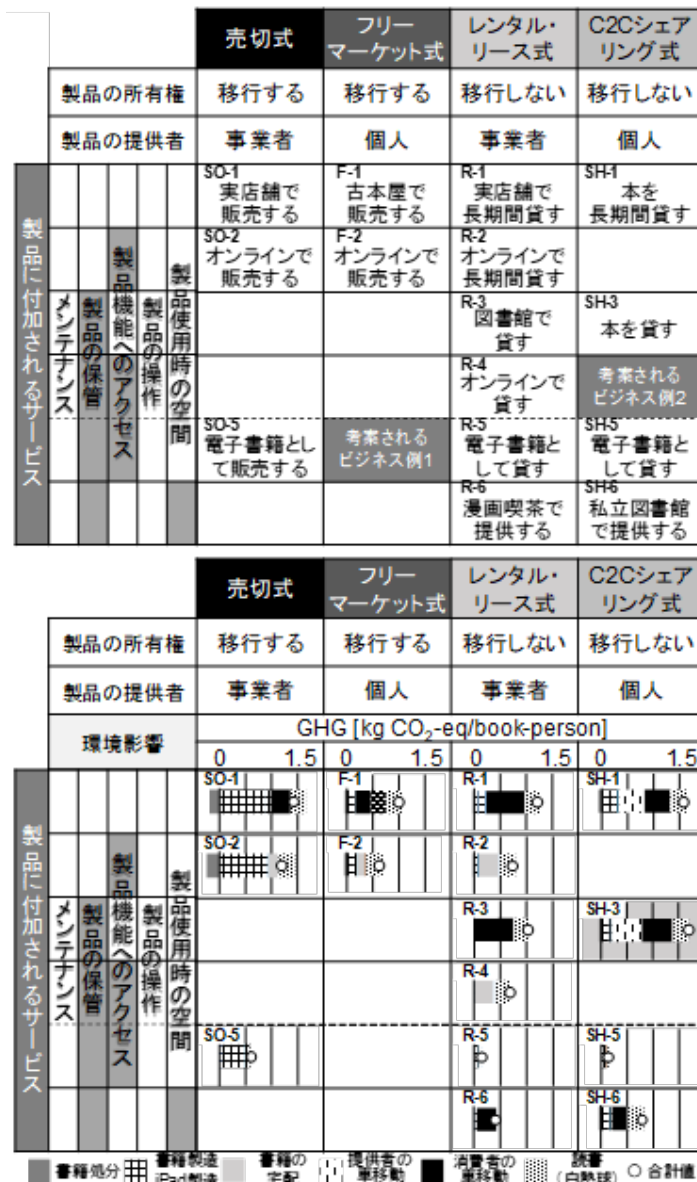 売切式
フリー
マーケット式
レンタル・
リース式
C2Cシェア
リング式
製品の所有権
移行する
移行する
移行しない
移行しない
製品の提供者
事業者
個人
事業者
個人
製品に付加されるサービス
メンテナンス
製品の保管
製品機能へのアクセス
製品の操作
製品使用時の空間
SO-1
実店舗で
販売する
F-1
古本屋で
販売する
R-1
実店舗で
長期間貸す
SH-1
本を
長期間貸す
SO-2
オンラインで
販売する
F-2
オンラインで
販売する
R-2
オンラインで
長期間貸す
R-3
図書館で
貸す
SH-3
本を貸す
R-4
オンラインで
貸す
考案される
ビジネス例2
SO-5
電子書籍とし
て販売する
考案される
ビジネス例1
R-5
電子書籍と
して貸す
SH-5
電子書籍と
して貸す
R-6
漫画喫茶で
提供する
SH-6
私立図書館
で提供する
売切式
フリー
マーケット式
レンタル・
リース式
C2Cシェア
リング式
製品の所有権
移行する
移行する
移行しない
移行しない
製品の提供者
事業者
個人
事業者
個人
環境影響
GHG [kg CO₂-eq/book-person]
0 1.5 0 1.5 0 1.5 0 1.5
製品に付加されるサービス
メンテナンス
製品の保管
製品機能へのアクセス
製品の操作
製品使用時の空間
SO-1
F-1
R-1
SH-1
SO-2
F-2
R-2
R-3
SH-3
R-4
SO-5
R-5
SH-5
R-6
SH-6
書籍処分
書籍製造
iPad製造
書籍の
宅配
提供者の
車移動
消費者の
車移動
読書
(白熱球)
合計値